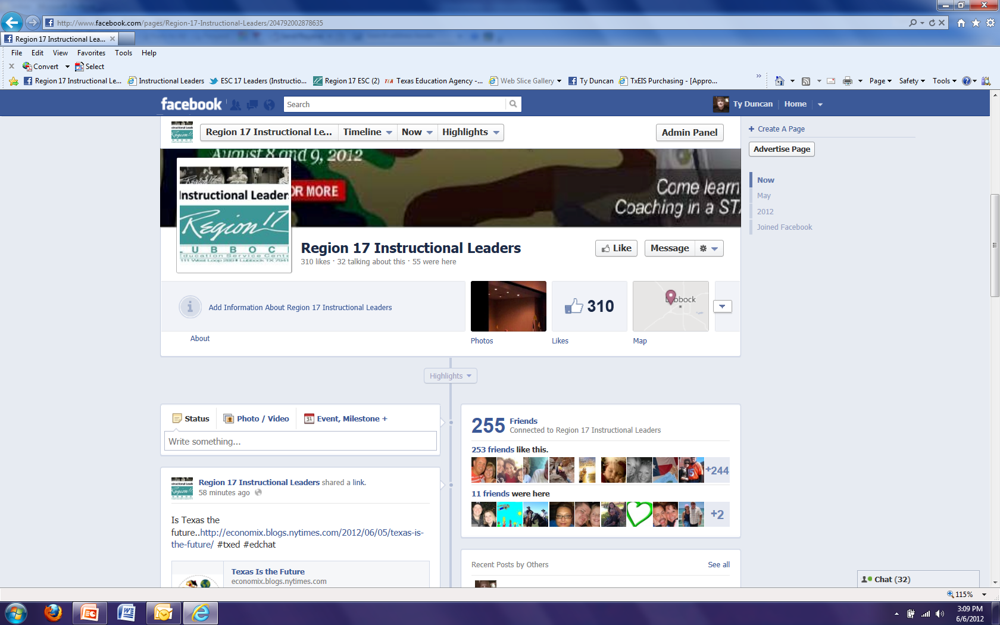 http://www.facebook.com/pages/Region-17-Instructional-Leaders/204792002878635
Region 17 Instructional Lea...
File Edit View Favorites Tools Help
Convert Select
Region 17 Instructional Le... Instructional Leaders ESC 17 Leaders (Instructio... Region 17 ESC (2) TEA Texas Education Agency -... Web Slice Gallery Ty Duncan TxEIS Purchasing - [Appro... Page Safety Tools
facebook Search Ty Duncan Home
Region 17 Instructional Le... Timeline Now Highlights Admin Panel
Create A Page
Advertise Page
Now
May
2012
Joined Facebook
August 8 and 9, 2012
OR MORE
Come learn
Coaching in a STA
Region 17
Instructional Leader
Region 17
UBBOC
Education Service Cente
Region 17 Instructional Leaders
310 likes · 32 talking about this · 55 were here
Like Message
Add Information About Region 17 Instructional Leaders
310
Lubbock
About Photos Likes Map
Highlights
Status Photo / Video 31 Event, Milestone +
Write something...
255 Friends
Connected to Region 17 Instructional Leaders
253 friends like this.
+244
11 friends were here
+2
Region 17 Instructional Leaders shared a link.
58 minutes ago
Is Texas the
future..http://economix.blogs.nytimes.com/2012/06/05/texas-is-
the-future/ #txed #edchat
Texas Is the Future
economix.blogs.nytimes.com
Recent Posts by Others See all
Chat (32)
115%
3:09 PM
6/6/2012